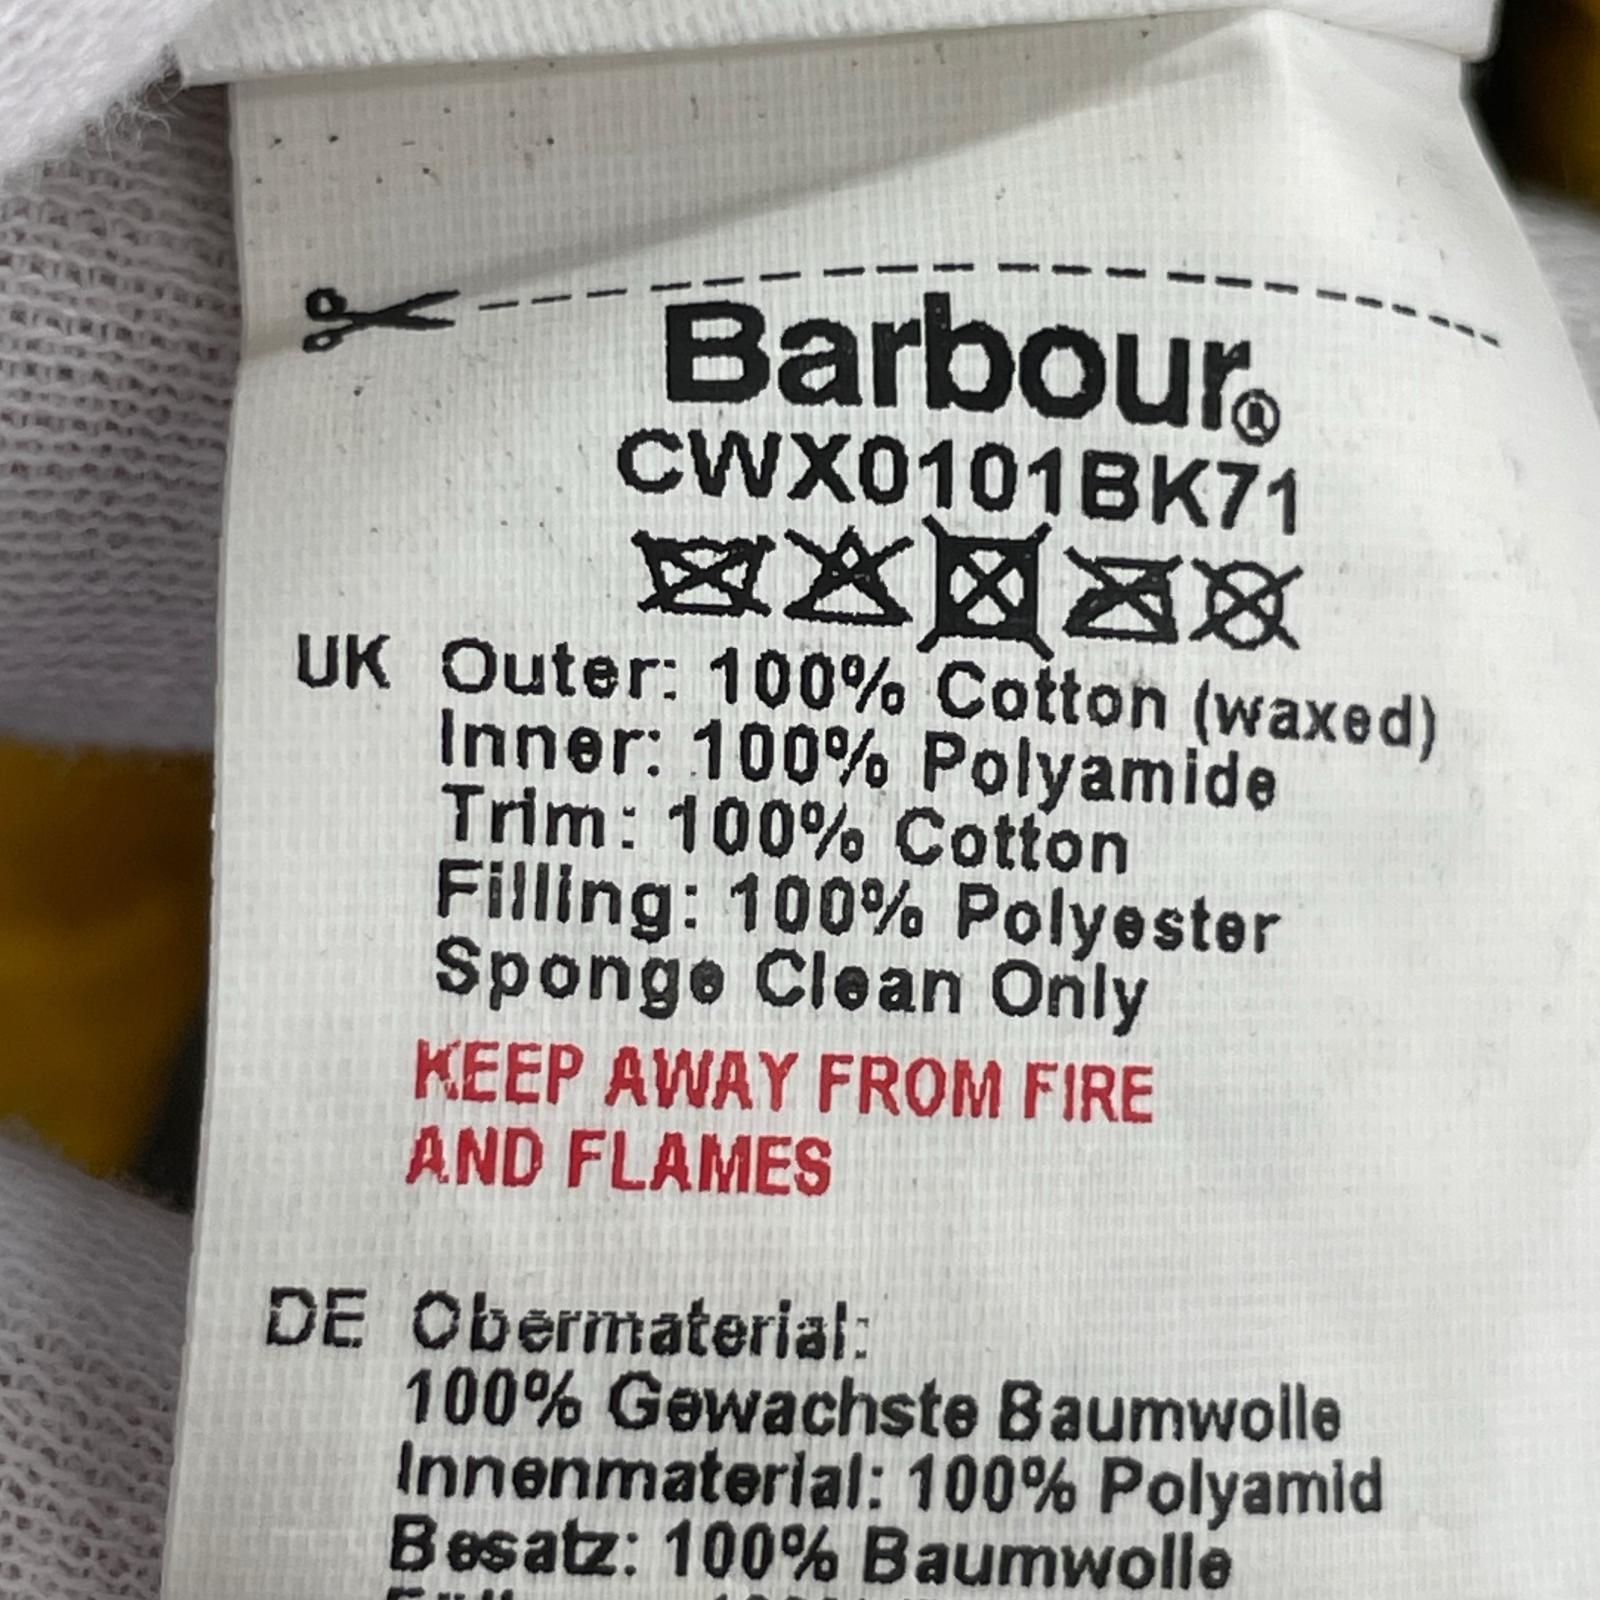 Barbour®
CWX0101BK71
UK Outer: 100% Cotton (waxed)
Inner: 100% Polyamide
Trim: 100% Cotton
Filling: 100% Polyester
Sponge Clean Only
KEEP AWAY FROM FIRE
AND FLAMES
DE Obermaterial:
100% Gewachste Baumwolle
Innenmaterial: 100% Polyamid
Besatz: 100% Baumwolle